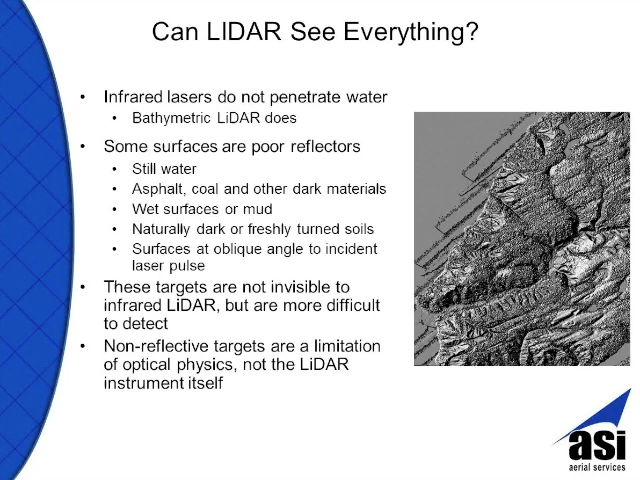 Can LIDAR See Everything?
• Infrared lasers do not penetrate water
• Bathymetric LiDAR does
• Some surfaces are poor reflectors
• Still water
• Asphalt, coal and other dark materials
• Wet surfaces or mud
• Naturally dark or freshly turned soils
• Surfaces at oblique angle to incident
laser pulse
• These targets are not invisible to
infrared LiDAR, but are more difficult
to detect
• Non-reflective targets are a limitation
of optical physics, not the LiDAR
instrument itself
asi
aerial services